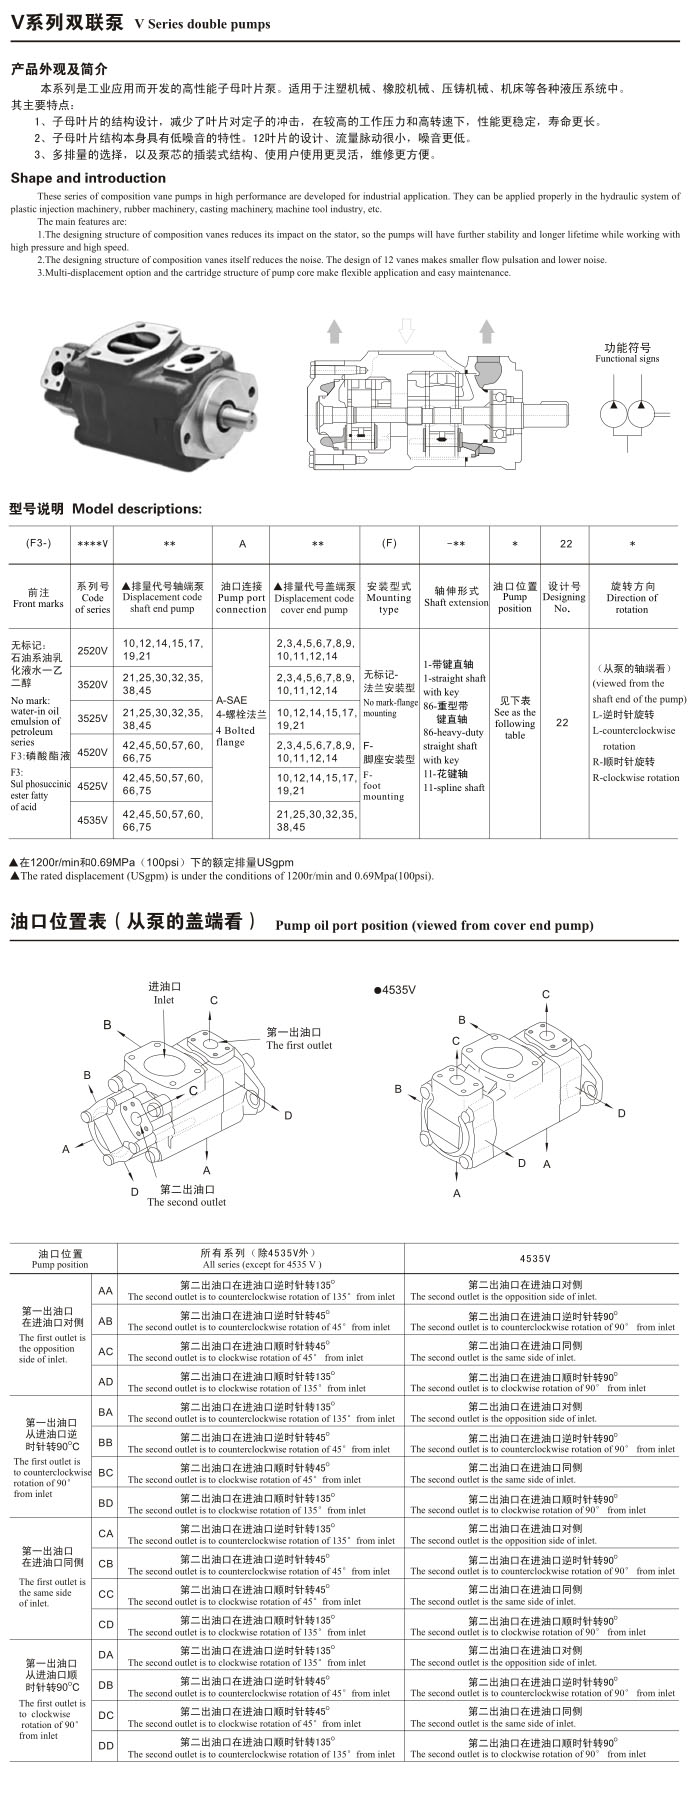 V系列双联泵 V Series double pumps
产品外观及简介
本系列是工业应用而开发的高性能子母叶片泵。适用于注塑机械、橡胶机械、压铸机械、机床等各种液压系统中。
其主要特点：
1、子母叶片的结构设计，减少了叶片对定子的冲击，在较高的工作压力和高转速下，性能更稳定，寿命更长。
2、子母叶片结构本身具有低噪音的特性。12叶片的设计、流量脉动很小，噪音更低。
3、多排量的选择，以及泵芯的插装式结构、使用户使用更灵活，维修更方便。
Shape and introduction
These series of composition vane pumps in high performance are developed for industrial application. They can be applied properly in the hydraulic system of
plastic injection machinery, rubber machinery, casting machinery, machine tool industry, etc.
The main features are:
1.The designing structure of composition vanes reduces its impact on the stator, so the pumps will have further stability and longer lifetime while working with
high pressure and high speed.
2.The designing structure of composition vanes itself reduces the noise. The design of 12 vanes makes smaller flow pulsation and lower noise.
3.Multi-displacement option and the cartridge structure of pump core make flexible application and easy maintenance.
功能符号
Functional signs
型号说明 Model descriptions:
(F3-) ****V ** A ** (F) -** * 22 *
前注
Front marks
系列号
Code
of series
▲排量代号轴端泵
Displacement code
shaft end pump
油口连接
Pump port
connection
▲排量代号盖端泵
Displacement code
cover end pump
安装型式
Mounting
type
轴伸形式
Shaft extension
油口位置
Pump
position
设计号
Designing
No.
旋转方向
Direction of
rotation
无标记：
石油系油乳
化液水一乙
二醇
No mark:
water-in oil
emulsion of
petroleum
series
F3:磷酸酯液
F3:
Sul phosuccinic
ester fatty
of acid
2520V
10,12,14,15,17,
19,21
2,3,4,5,6,7,8,9,
10,11,12,14
3520V
21,25,30,32,35,
38,45
2,3,4,5,6,7,8,9,
10,11,12,14
3525V
21,25,30,32,35,
38,45
10,12,14,15,17,
19,21
4520V
42,45,50,57,60,
66,75
2,3,4,5,6,7,8,9,
10,11,12,14
4525V
42,45,50,57,60,
66,75
10,12,14,15,17,
19,21
4535V
42,45,50,57,60,
66,75
21,25,30,32,35,
38,45
A-SAE
4-螺栓法兰
4 Bolted
flange
无标记-
法兰安装型
No mark-flange
mounting
F-
脚座安装型
F-
foot
mounting
1-带键直轴
1-straight shaft
with key
86-重型带
键直轴
86-heavy-duty
straight shaft
with key
11-花键轴
11-spline shaft
见下表
See as the
following
table
22
（从泵的轴端看）
(viewed from the
shaft end of the pump)
L-逆时针旋转
L-counterclockwise
rotation
R-顺时针旋转
R-clockwise rotation
▲在1200r/min和0.69MPa（100psi）下的额定排量USgpm
▲The rated displacement (USgpm) is under the conditions of 1200r/min and 0.69Mpa(100psi).
油口位置表（从泵的盖端看） Pump oil port position (viewed from cover end pump)
进油口
Inlet
C
B
第一出油口
The first outlet
B
C
D
A
A
D
第二出油口
The second outlet
●4535V
C
B
C
B
D
D
A
A
油口位置
Pump position
所有系列（除4535V外）
All series (except for 4535 V )
4535V
第一出油口
在进油口对侧
The first outlet is
the opposition
side of inlet.
AA
第二出油口在进油口逆时针转135°
The second outlet is to counterclockwise rotation of 135° from inlet
第二出油口在进油口对侧
The second outlet is the opposition side of inlet.
AB
第二出油口在进油口逆时针转45°
The second outlet is to counterclockwise rotation of 45° from inlet
第二出油口在进油口逆时针转90°
The second outlet is to counterclockwise rotation of 90° from inlet
AC
第二出油口在进油口顺时针转45°
The second outlet is to clockwise rotation of 45° from inlet
第二出油口在进油口同侧
The second outlet is the same side of inlet.
AD
第二出油口在进油口顺时针转135°
The second outlet is to clockwise rotation of 135° from inlet
第二出油口在进油口顺时针转90°
The second outlet is to clockwise rotation of 90° from inlet
第一出油口
从进油口逆
时针转90°C
The first outlet is
to counterclockwise
rotation of 90°
from inlet
BA
第二出油口在进油口逆时针转135°
The second outlet is to counterclockwise rotation of 135° from inlet
第二出油口在进油口对侧
The second outlet is the opposition side of inlet.
BB
第二出油口在进油口逆时针转45°
The second outlet is to counterclockwise rotation of 45° from inlet
第二出油口在进油口逆时针转90°
The second outlet is to counterclockwise rotation of 90° from inlet
BC
第二出油口在进油口顺时针转45°
The second outlet is to clockwise rotation of 45° from inlet
第二出油口在进油口同侧
The second outlet is the same side of inlet.
BD
第二出油口在进油口顺时针转135°
The second outlet is to clockwise rotation of 135° from inlet
第二出油口在进油口顺时针转90°
The second outlet is to clockwise rotation of 90° from inlet
第一出油口
在进油口同侧
The first outlet is
the same side
of inlet.
CA
第二出油口在进油口逆时针转135°
The second outlet is to counterclockwise rotation of 135° from inlet
第二出油口在进油口对侧
The second outlet is the opposition side of inlet.
CB
第二出油口在进油口逆时针转45°
The second outlet is to counterclockwise rotation of 45° from inlet
第二出油口在进油口逆时针转90°
The second outlet is to counterclockwise rotation of 90° from inlet
CC
第二出油口在进油口顺时针转45°
The second outlet is to clockwise rotation of 45° from inlet
第二出油口在进油口同侧
The second outlet is the same side of inlet.
CD
第二出油口在进油口顺时针转135°
The second outlet is to clockwise rotation of 135° from inlet
第二出油口在进油口顺时针转90°
The second outlet is to clockwise rotation of 90° from inlet
第一出油口
从进油口顺
时针转90°C
The first outlet is
to clockwise
rotation of 90°
from inlet
DA
第二出油口在进油口逆时针转135°
The second outlet is to clockwise rotation of 135° from inlet
第二出油口在进油口对侧
The second outlet is the opposition side of inlet.
DB
第二出油口在进油口逆时针转45°
The second outlet is to counterclockwise rotation of 45° from inlet
第二出油口在进油口逆时针转90°
The second outlet is to counterclockwise rotation of 90° from inlet
DC
第二出油口在进油口顺时针转45°
The second outlet is to clockwise rotation of 45° from inlet
第二出油口在进油口同侧
The second outlet is the same side of inlet.
DD
第二出油口在进油口顺时针转135°
The second outlet is to counterclockwise rotation of 135° from inlet
第二出油口在进油口顺时针转90°
The second outlet is to clockwise rotation of 90° from inlet